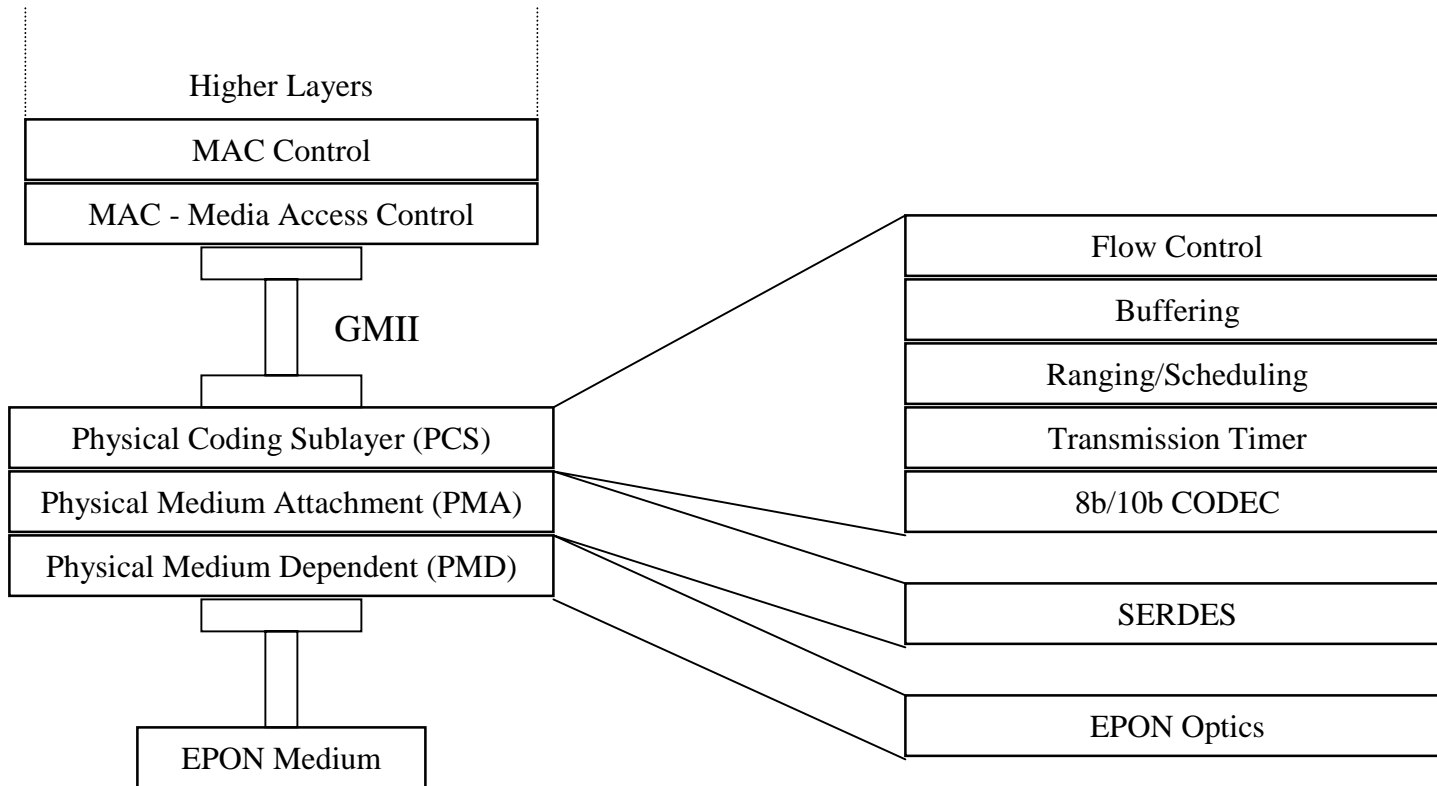 Higher Layers
MAC Control
MAC - Media Access Control
GMII
Physical Coding Sublayer (PCS)
Physical Medium Attachment (PMA)
Physical Medium Dependent (PMD)
EPON Medium
Flow Control
Buffering
Ranging/Scheduling
Transmission Timer
8b/10b CODEC
SERDES
EPON Optics